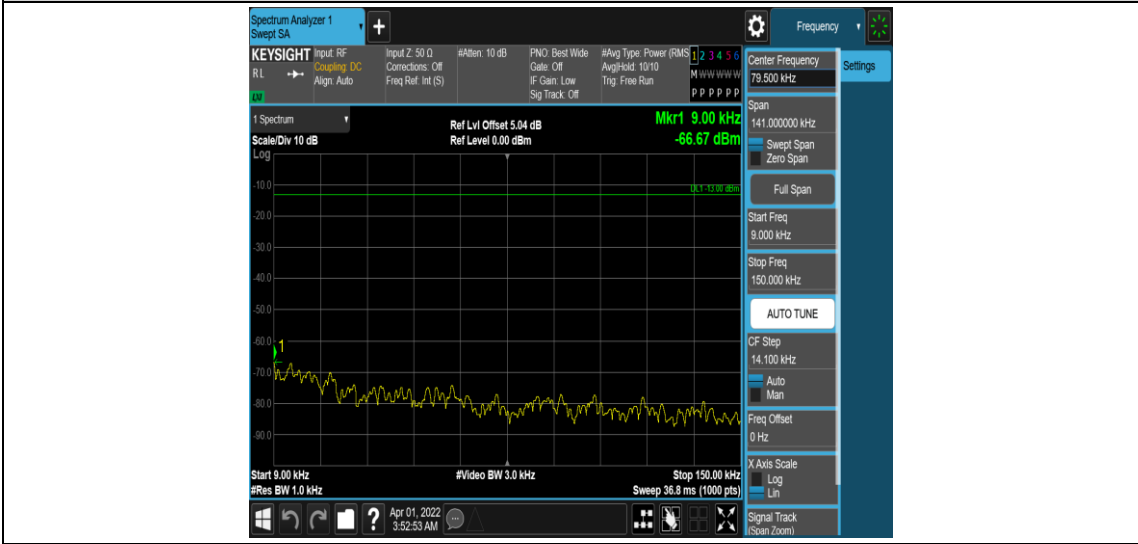 Spectrum Analyzer 1
Swept SA
+
Frequency
KEYSIGHT
RL
Input: RF
Coupling: DC
Align: Auto
Input Z: 50 Ω
Corrections: Off
Freq Ref: Int (S)
#Atten: 10 dB
PNO: Best Wide
Gate: Off
IF Gain: Low
Sig Track: Off
#Avg Type: Power (RMS
Avg|Hold: 10/10
Trig: Free Run
1 2 3 4 5 6
M W W W W W
P P P P P P
1 Spectrum
Scale/Div 10 dB
Log
Ref Lvl Offset 5.04 dB
Ref Level 0.00 dBm
Mkr1 9.00 kHz
-66.67 dBm
DL1 -13.00 dBm
-10.0
-20.0
-30.0
-40.0
-50.0
-60.0
1
-70.0
-80.0
-90.0
Start 9.00 kHz
#Res BW 1.0 kHz
#Video BW 3.0 kHz
Stop 150.00 kHz
Sweep 36.8 ms (1000 pts)
?
Apr 01, 2022
3:52:53 AM
Center Frequency
79.500 kHz
Settings
Span
141.000000 kHz
Swept Span
Zero Span
Full Span
Start Freq
9.000 kHz
Stop Freq
150.000 kHz
AUTO TUNE
CF Step
14.100 kHz
Auto
Man
Freq Offset
0 Hz
X Axis Scale
Log
Lin
Signal Track
(Span Zoom)